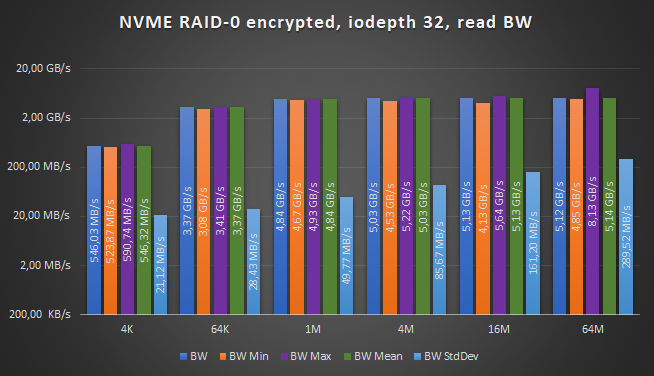 NVME RAID-0 encrypted, iodepth 32, read BW
20,00 GB/s
2,00 GB/s
200,00 MB/s
20,00 MB/s
2,00 MB/s
200,00 KB/s
546,03 MB/s
523,87 MB/s
590,74 MB/s
546,32 MB/s
21,12 MB/s
3,37 GB/s
3,08 GB/s
3,41 GB/s
3,37 GB/s
28,43 MB/s
4,84 GB/s
4,67 GB/s
4,93 GB/s
4,84 GB/s
49,77 MB/s
5,03 GB/s
4,53 GB/s
5,22 GB/s
5,03 GB/s
85,67 MB/s
5,13 GB/s
4,13 GB/s
5,64 GB/s
5,13 GB/s
161,20 MB/s
5,12 GB/s
4,85 GB/s
8,13 GB/s
5,14 GB/s
289,52 MB/s
4K 64K 1M 4M 16M 64M
BW BW Min BW Max BW Mean BW StdDev